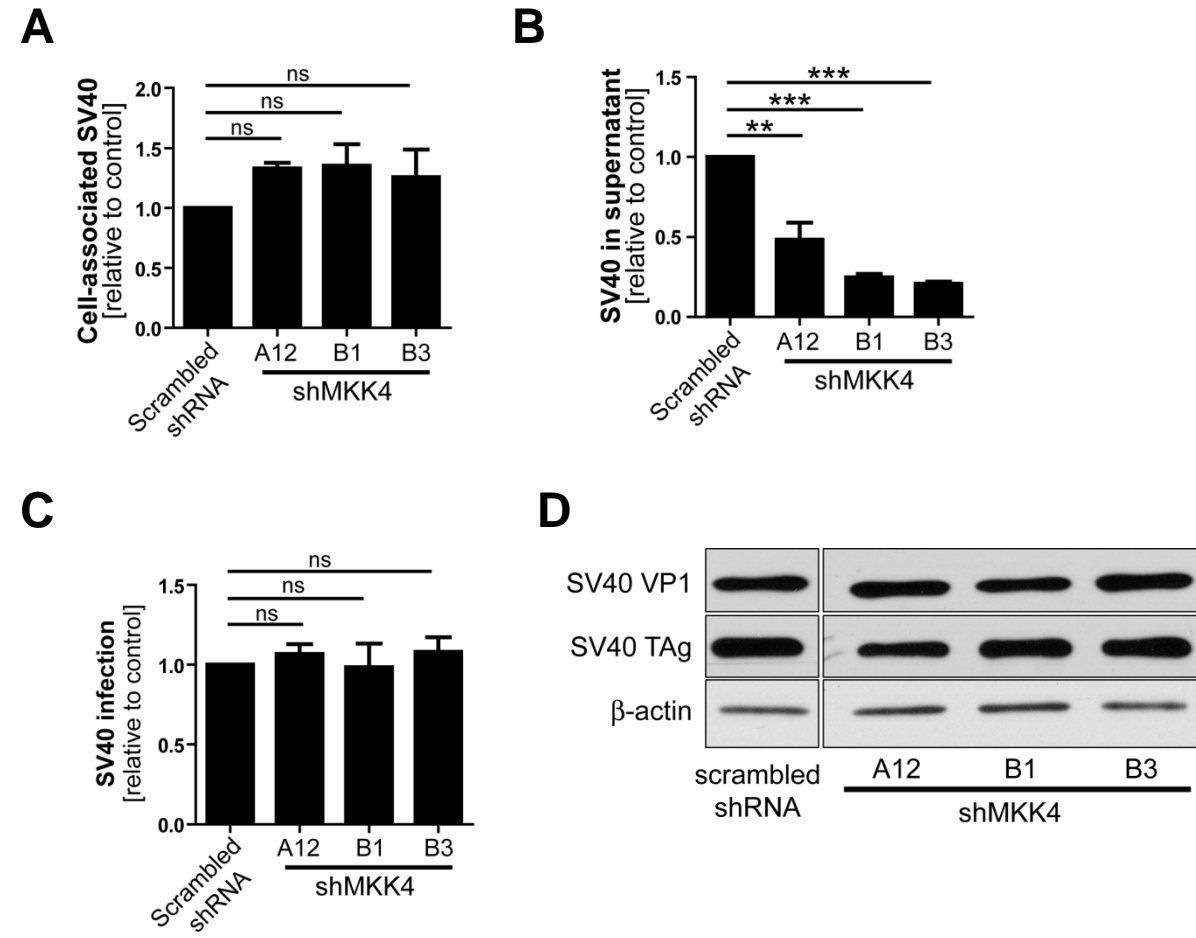 A
Cell-associated SV40
[relative to control]
2.0
1.5
1.0
0.5
0.0
ns
ns
ns
Scrambled
shRNA
A12 B1 B3
shMKK4
B
SV40 in supernatant
[relative to control]
1.5
1.0
0.5
0.0
***
***
**
Scrambled
shRNA
A12 B1 B3
shMKK4
C
SV40 infection
[relative to control]
1.5
1.0
0.5
0.0
ns
ns
ns
Scrambled
shRNA
A12 B1 B3
shMKK4
D
SV40 VP1
SV40 TAg
β-actin
scrambled
shRNA
A12 B1 B3
shMKK4